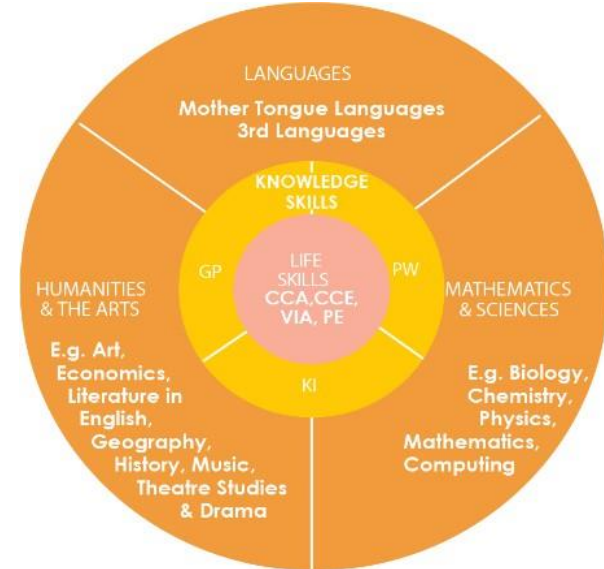 LANGUAGES
Mother Tongue Languages
3rd Languages
KNOWLEDGE
SKILLS
GP
PW
LIFE
SKILLS
CCA,CCE,
VIA, PE
KI
HUMANITIES
& THE ARTS
E.g. Art,
Economics,
Literature in
English,
Geography,
History, Music,
Theatre Studies
& Drama
MATHEMATICS
& SCIENCES
E.g. Biology,
Chemistry,
Physics,
Mathematics,
Computing